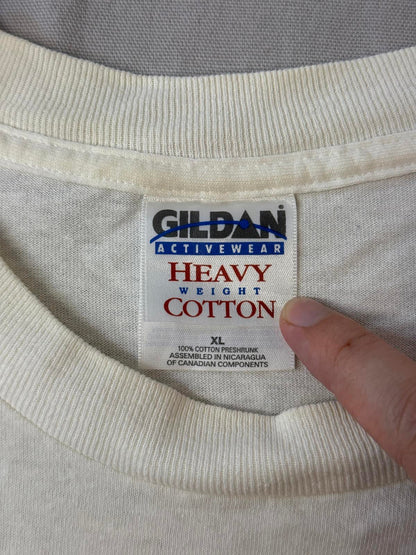 GILDAN
ACTIVEWEAR
HEAVY
WEIGHT
COTTON
XL
100% COTTON PRESHRUNK
ASSEMBLED IN NICARAGUA
OF CANADIAN COMPONENTS